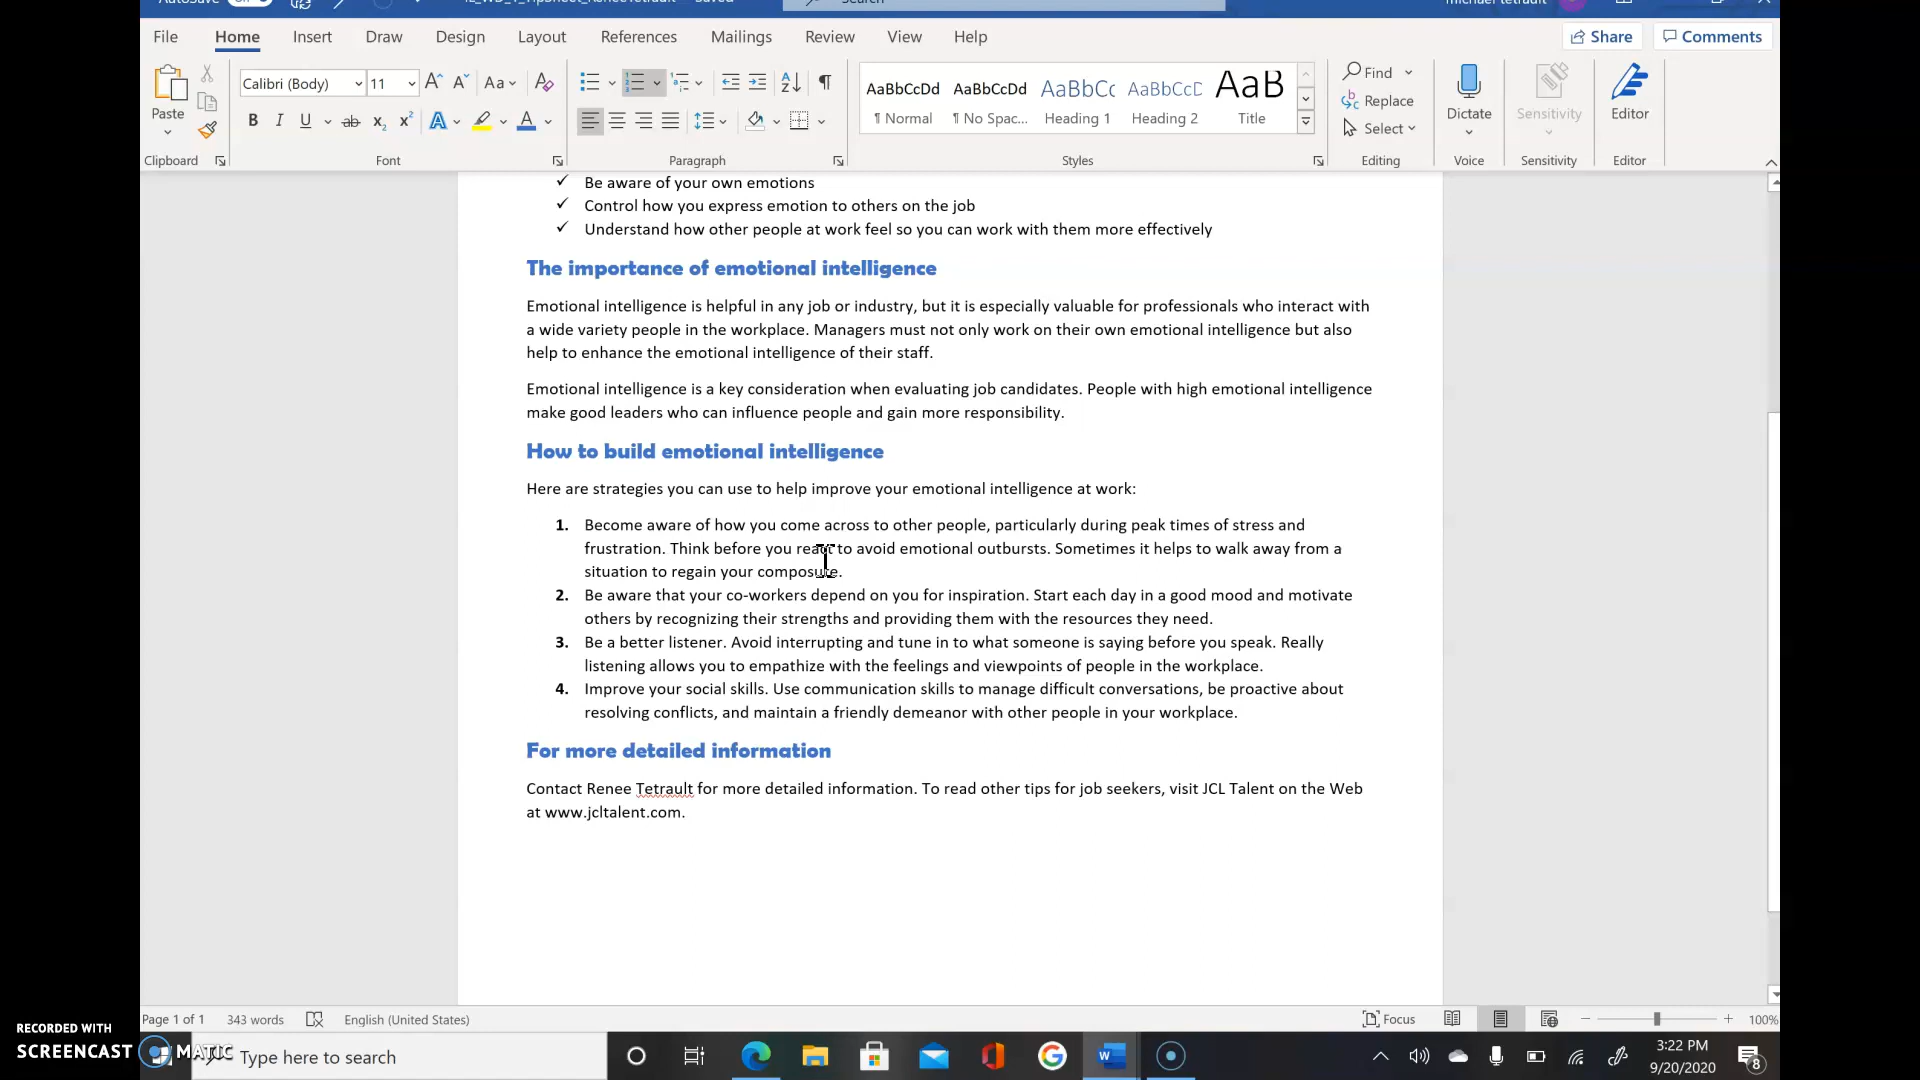 AutoSave On
IL_WD_1_TipSheet_ReneeTetrault - Saved
Search
michael tetrault
File Home Insert Draw Design Layout References Mailings Review View Help Share Comments
Paste
Calibri (Body) 11
Aa
B I U ab x2 x2 A A
AaBbCcDd AaBbCcDd AaBbCc AaBbCcD AaB
¶ Normal ¶ No Spac... Heading 1 Heading 2 Title
Find
Replace
Select
Dictate
Sensitivity
Editor
Clipboard Font Paragraph Styles Editing Voice Sensitivity Editor
✓ Be aware of your own emotions
✓ Control how you express emotion to others on the job
✓ Understand how other people at work feel so you can work with them more effectively
The importance of emotional intelligence
Emotional intelligence is helpful in any job or industry, but it is especially valuable for professionals who interact with
a wide variety people in the workplace. Managers must not only work on their own emotional intelligence but also
help to enhance the emotional intelligence of their staff.
Emotional intelligence is a key consideration when evaluating job candidates. People with high emotional intelligence
make good leaders who can influence people and gain more responsibility.
How to build emotional intelligence
Here are strategies you can use to help improve your emotional intelligence at work:
1. Become aware of how you come across to other people, particularly during peak times of stress and
frustration. Think before you react to avoid emotional outbursts. Sometimes it helps to walk away from a
situation to regain your composure.
2. Be aware that your co-workers depend on you for inspiration. Start each day in a good mood and motivate
others by recognizing their strengths and providing them with the resources they need.
3. Be a better listener. Avoid interrupting and tune in to what someone is saying before you speak. Really
listening allows you to empathize with the feelings and viewpoints of people in the workplace.
4. Improve your social skills. Use communication skills to manage difficult conversations, be proactive about
resolving conflicts, and maintain a friendly demeanor with other people in your workplace.
For more detailed information
Contact Renee Tetrault for more detailed information. To read other tips for job seekers, visit JCL Talent on the Web
at www.jcltalent.com.
Page 1 of 1 343 words English (United States) Focus 100%
RECORDED WITH
SCREENCAST MATIC
Type here to search
3:22 PM
9/20/2020
8